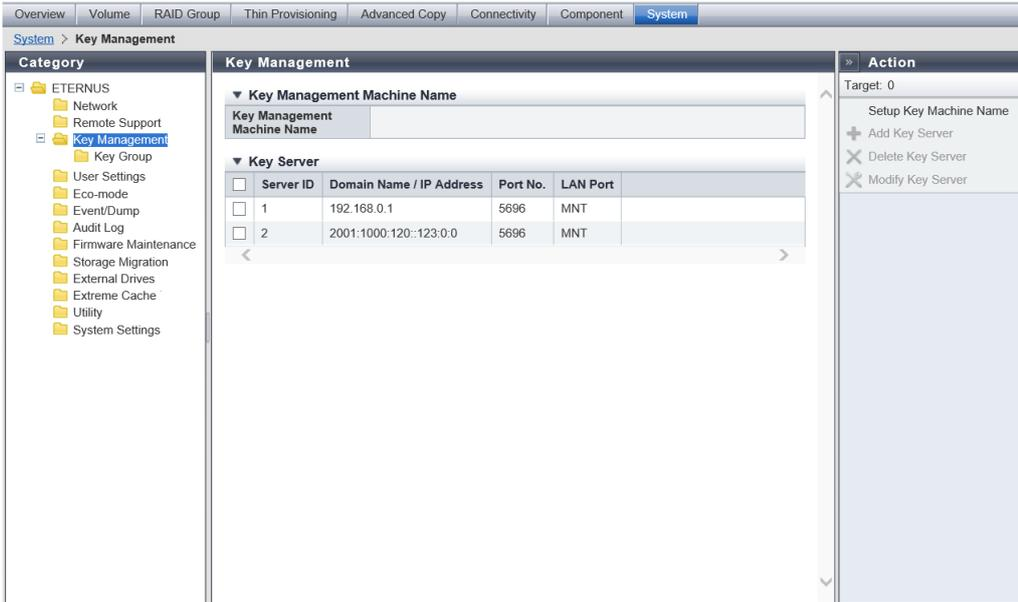 Overview Volume RAID Group Thin Provisioning Advanced Copy Connectivity Component System
System > Key Management
Category
ETERNUS
Network
Remote Support
Key Management
Key Group
User Settings
Eco-mode
Event/Dump
Audit Log
Firmware Maintenance
Storage Migration
External Drives
Extreme Cache
Utility
System Settings
Key Management
Key Management Machine Name
Key Management
Machine Name
Key Server
Server ID Domain Name / IP Address Port No. LAN Port
1 192.168.0.1 5696 MNT
2 2001:1000:120::123:0:0 5696 MNT
» Action
Target: 0
Setup Key Machine Name
Add Key Server
Delete Key Server
Modify Key Server